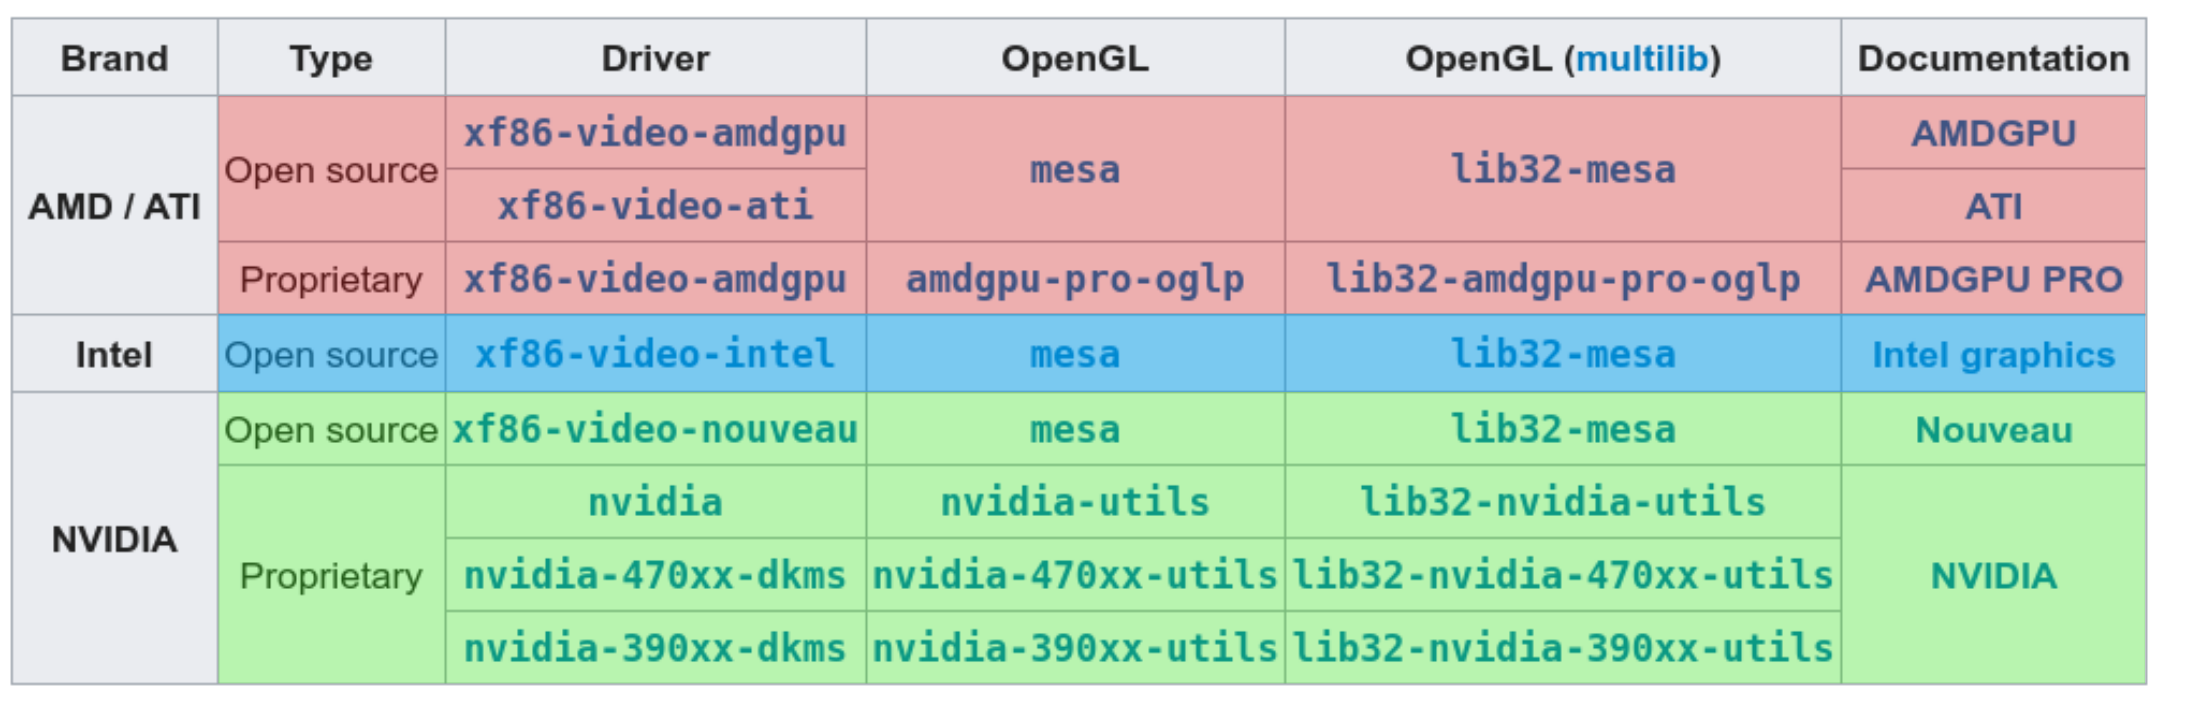 Brand Type Driver OpenGL OpenGL (multilib) Documentation
AMD / ATI Open source xf86-video-amdgpu mesa lib32-mesa AMDGPU
xf86-video-ati ATI
Proprietary xf86-video-amdgpu amdgpu-pro-oglp lib32-amdgpu-pro-oglp AMDGPU PRO
Intel Open source xf86-video-intel mesa lib32-mesa Intel graphics
NVIDIA Open source xf86-video-nouveau mesa lib32-mesa Nouveau
Proprietary nvidia nvidia-utils lib32-nvidia-utils NVIDIA
nvidia-470xx-dkms nvidia-470xx-utils lib32-nvidia-470xx-utils
nvidia-390xx-dkms nvidia-390xx-utils lib32-nvidia-390xx-utils